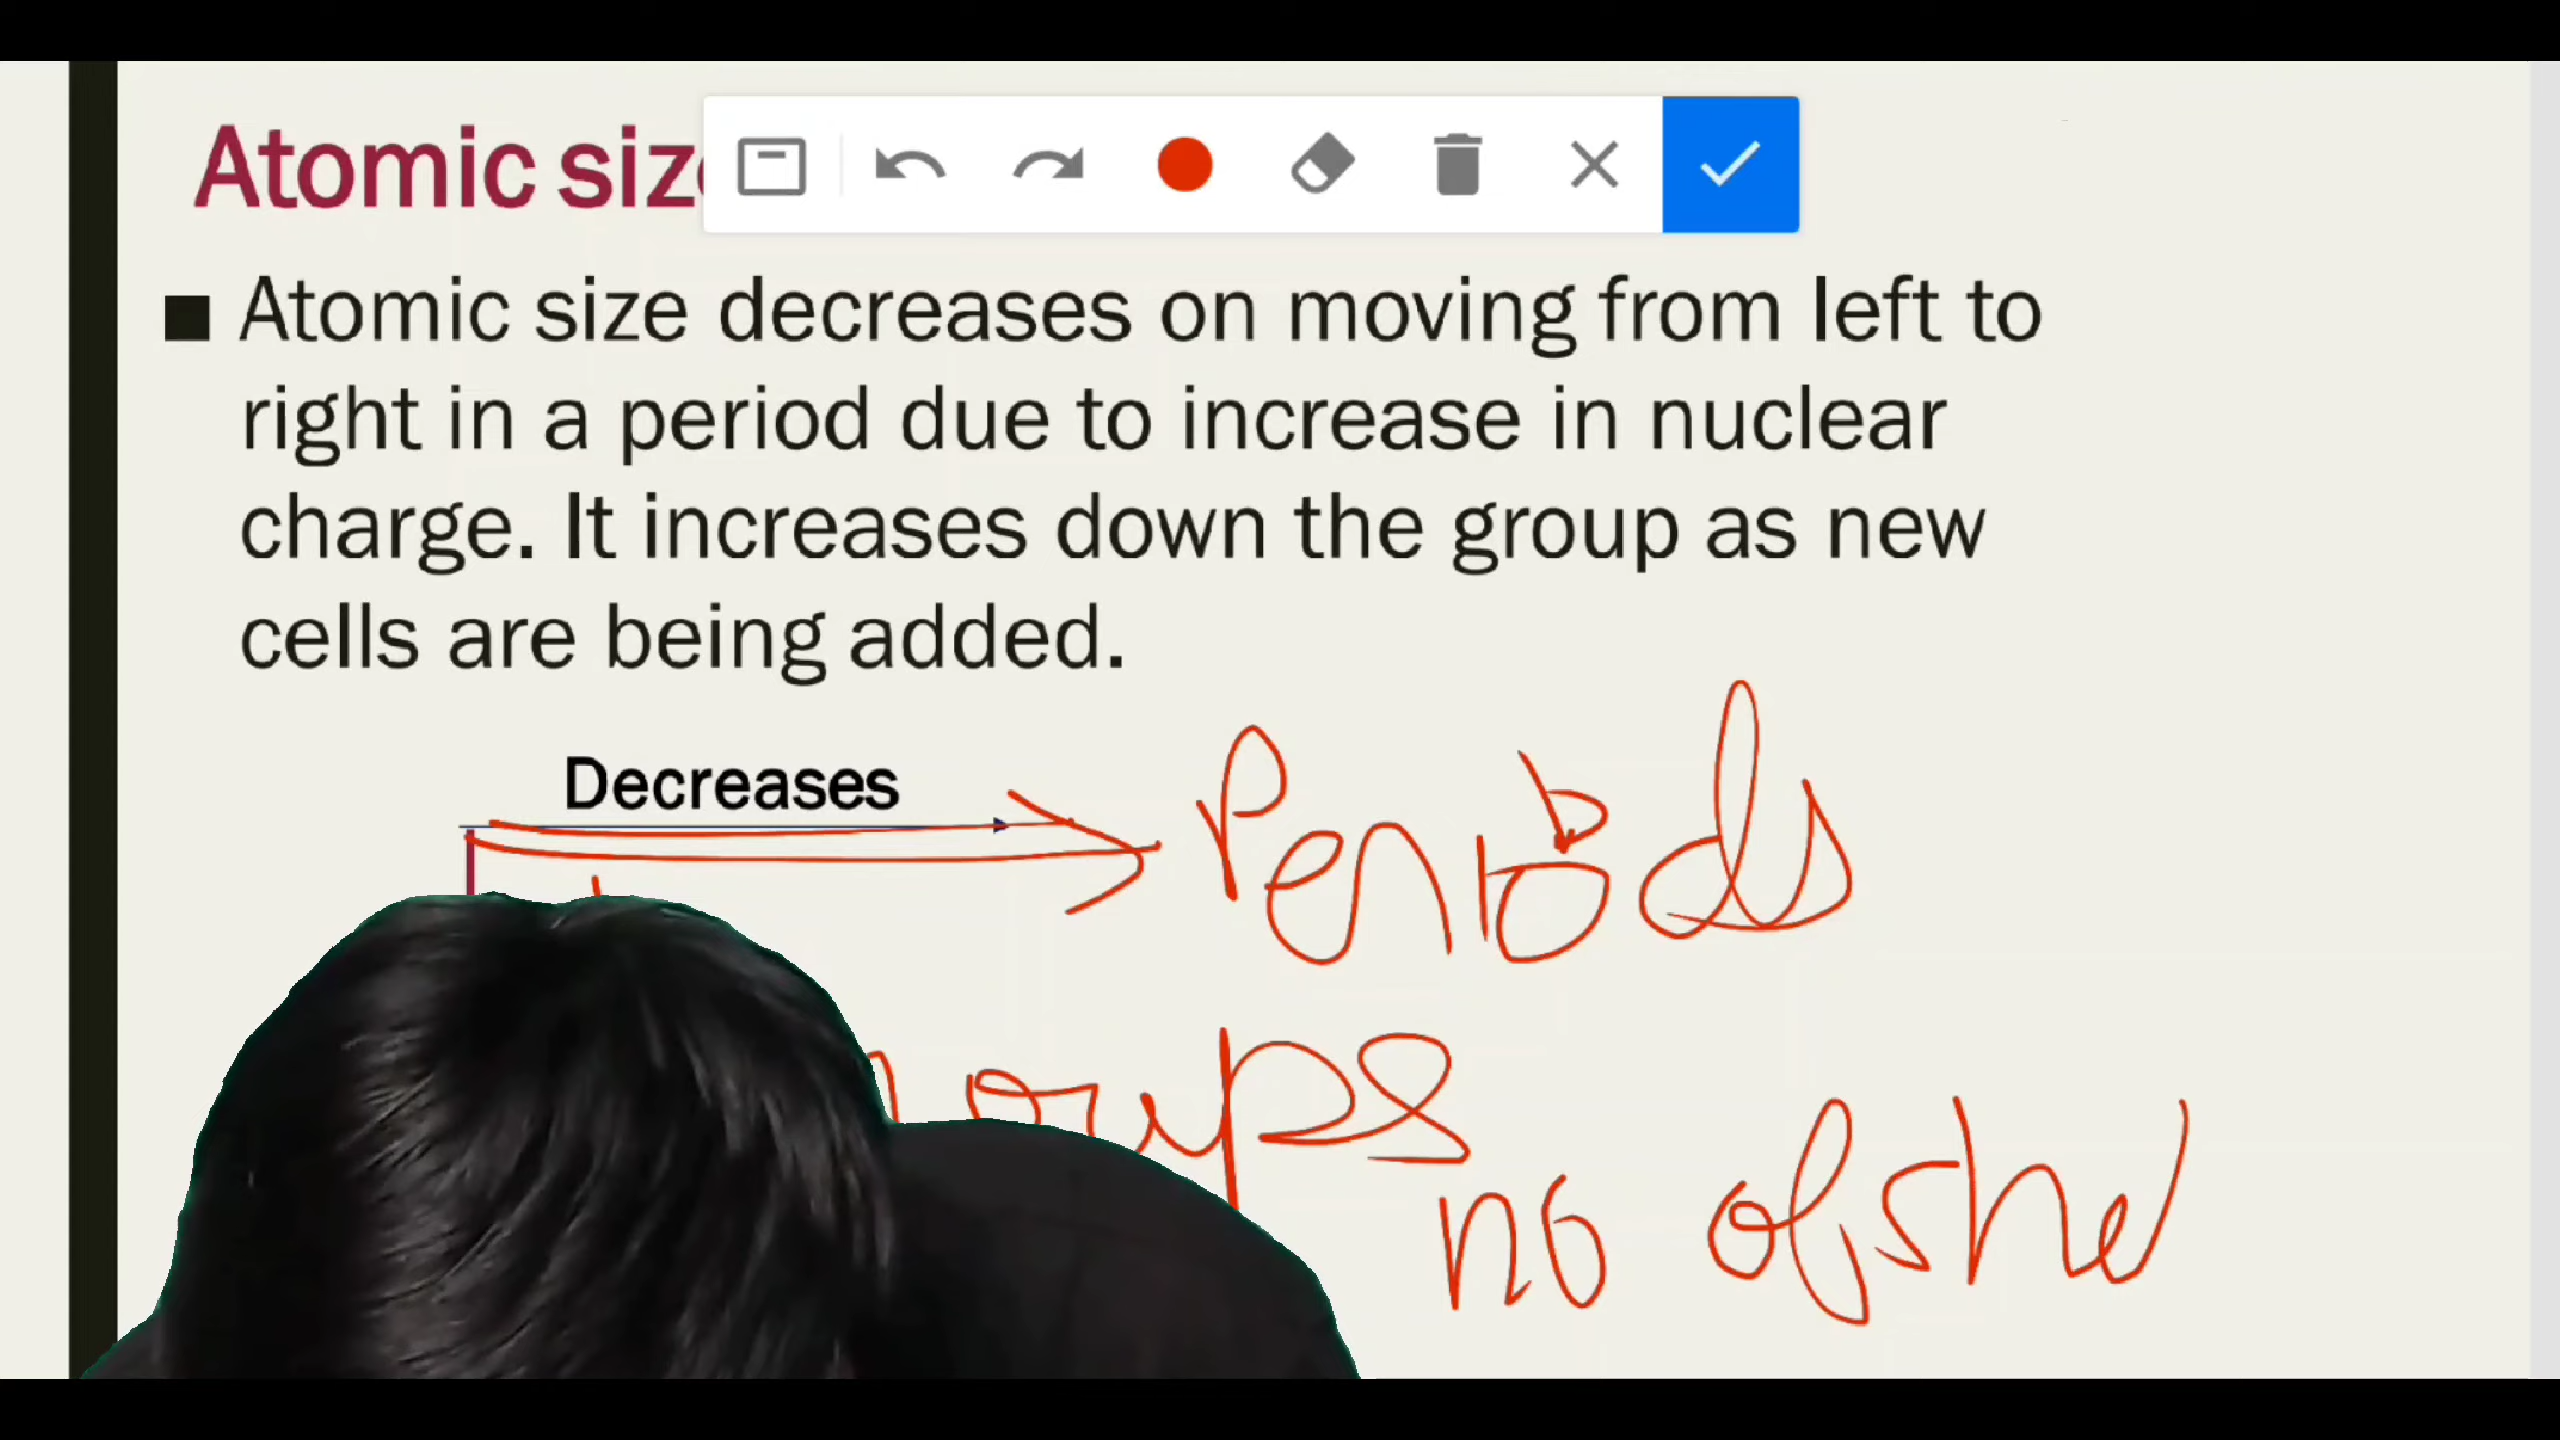 Atomic siz
■ Atomic size decreases on moving from left to
right in a period due to increase in nuclear
charge. It increases down the group as new
cells are being added.
Decreases
Periods
no of shel